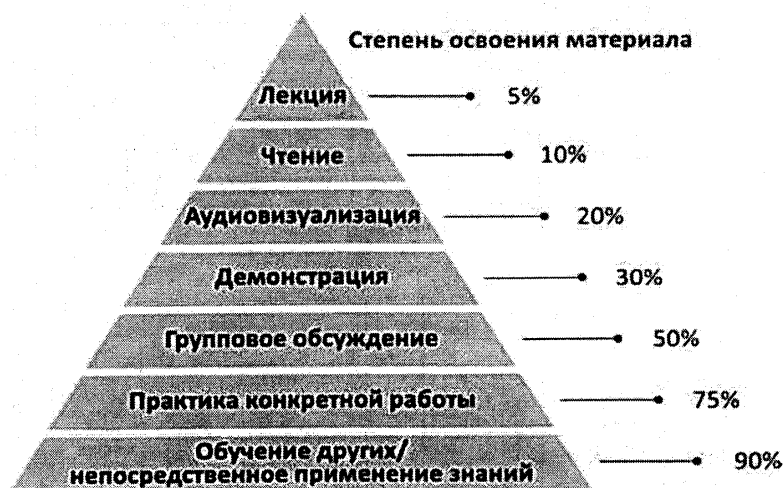 Степень освоения материала
Лекция 5%
Чтение 10%
Аудиовизуализация 20%
Демонстрация 30%
Групповое обсуждение 50%
Практика конкретной работы 75%
Обучение других/
непосредственное применение знаний 90%